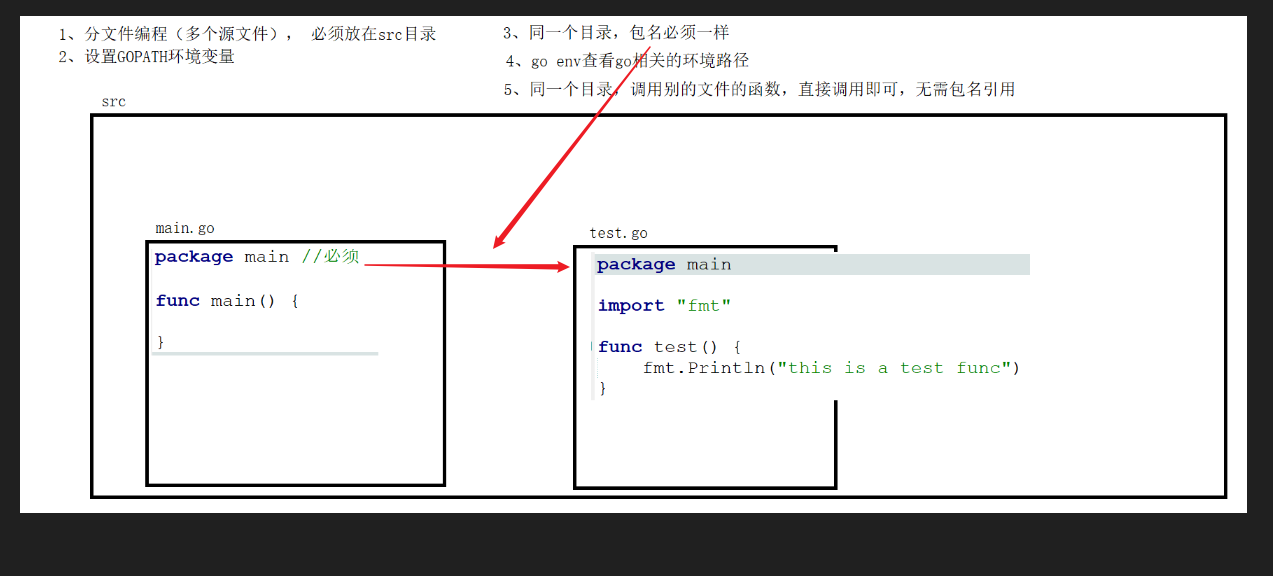 1、分文件编程（多个源文件）， 必须放在src目录
2、设置GOPATH环境变量
3、同一个目录，包名必须一样
4、go env查看go相关的环境路径
5、同一个目录，调用别的文件的函数，直接调用即可，无需包名引用
src
main.go
package main //必须
func main() {
}
test.go
package main
import "fmt"
func test() {
fmt.Println("this is a test func")
}